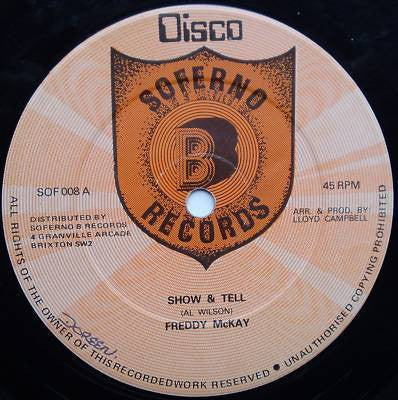 Disco
SOFERNO
B
RECORDS
SOF 008 A
45 RPM
DISTRIBUTED BY
SOFERNO B RECORDS
4 GRANVILLE ARCADE
BRIXTON SW2
ARR. & PROD. BY:
LLOYD CAMPBELL
SHOW & TELL
(AL WILSON)
FREDDY McKAY
Doreen
ALL RIGHTS OF THE OWNER OF THIS RECORDED WORK RESERVED • UNAUTHORISED COPYING PROHIBITED